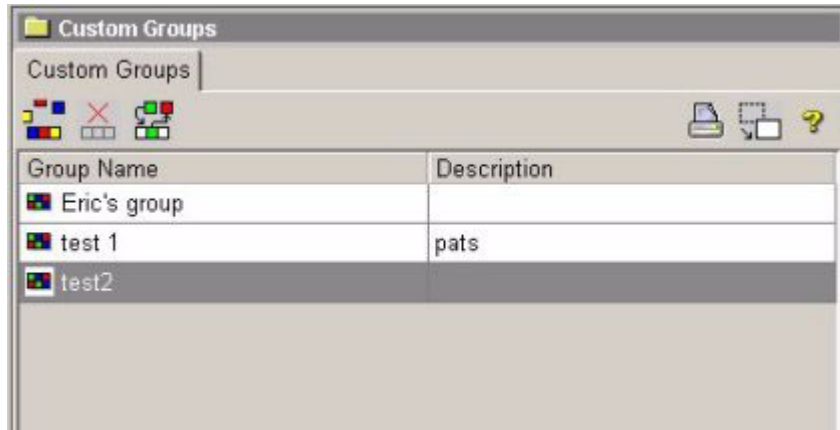 Custom Groups
Custom Groups
Group Name Description
Eric's group
test 1 pats
test2